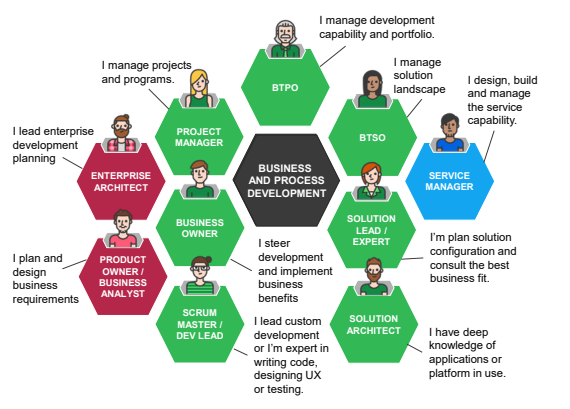 I manage development
capability and portfolio.
BTPO
I manage projects
and programs.
PROJECT
MANAGER
I manage
solution
landscape
BTSO
I design, build
and manage
the service
capability.
SERVICE
MANAGER
I lead enterprise
development
planning
ENTERPRISE
ARCHITECT
BUSINESS
AND PROCESS
DEVELOPMENT
BUSINESS
OWNER
SOLUTION
LEAD /
EXPERT
I plan and
design
business
requirements
PRODUCT
OWNER /
BUSINESS
ANALYST
I steer
development
and implement
business
benefits
I'm plan solution
configuration and
consult the best
business fit.
SCRUM
MASTER /
DEV LEAD
I lead custom
development
or I'm expert in
writing code,
designing UX
or testing.
SOLUTION
ARCHITECT
I have deep
knowledge of
applications or
platform in use.